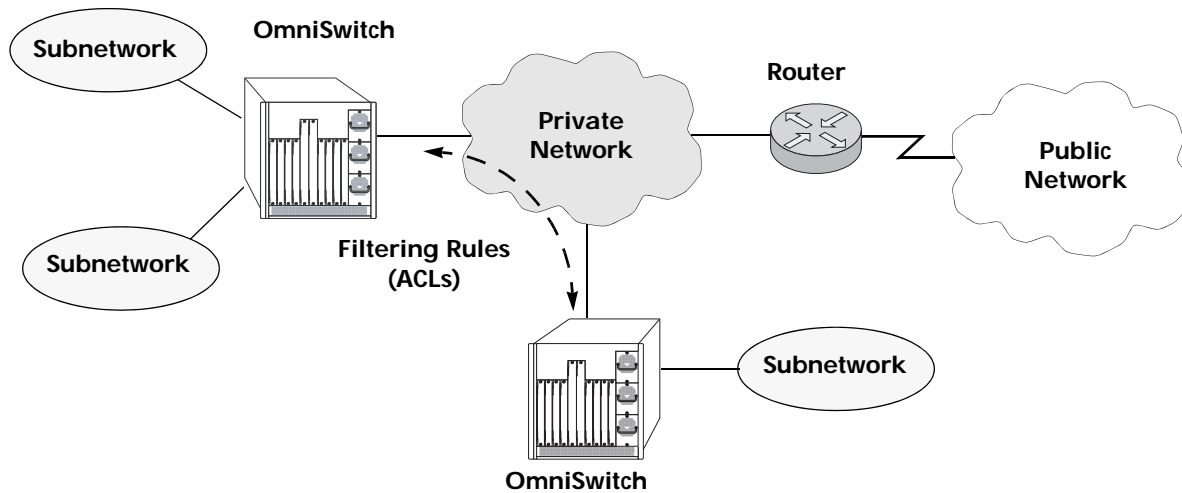 OmniSwitch
Subnetwork
Router
Private
Network
Public
Network
Subnetwork
Filtering Rules
(ACLs)
Subnetwork
OmniSwitch